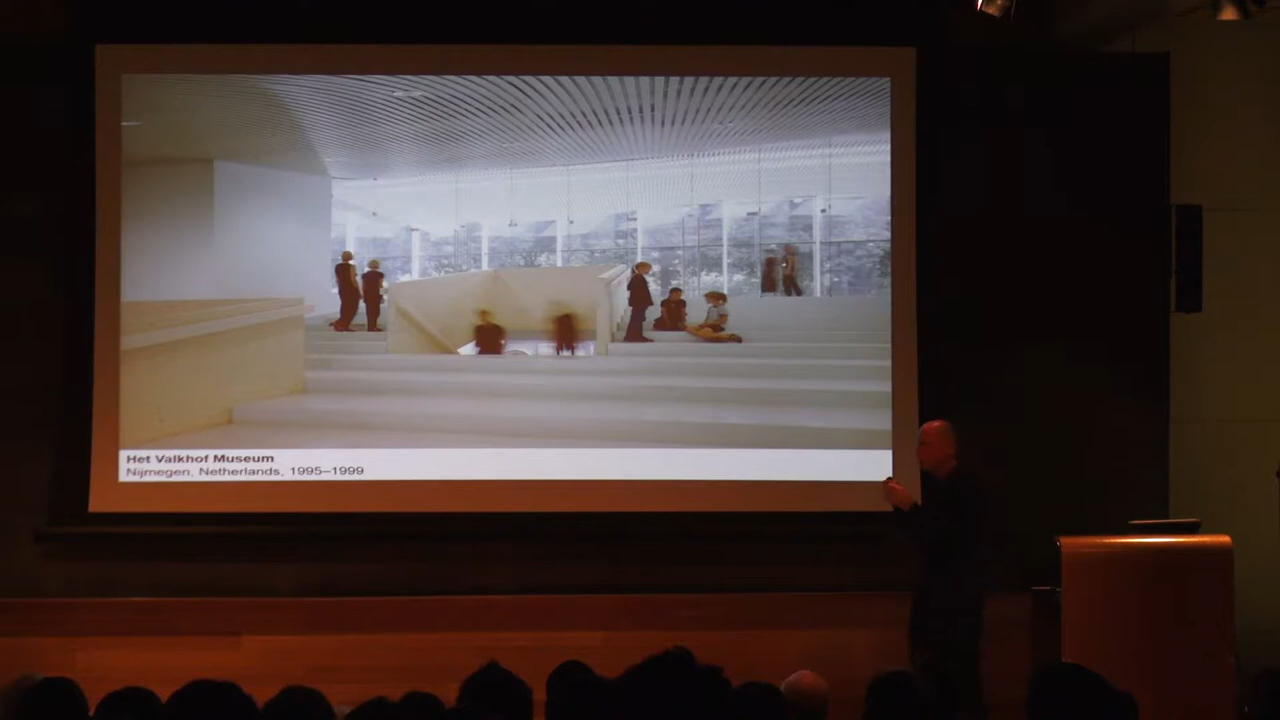 Het Valkhof Museum
Nijmegen, Netherlands, 1995–1999